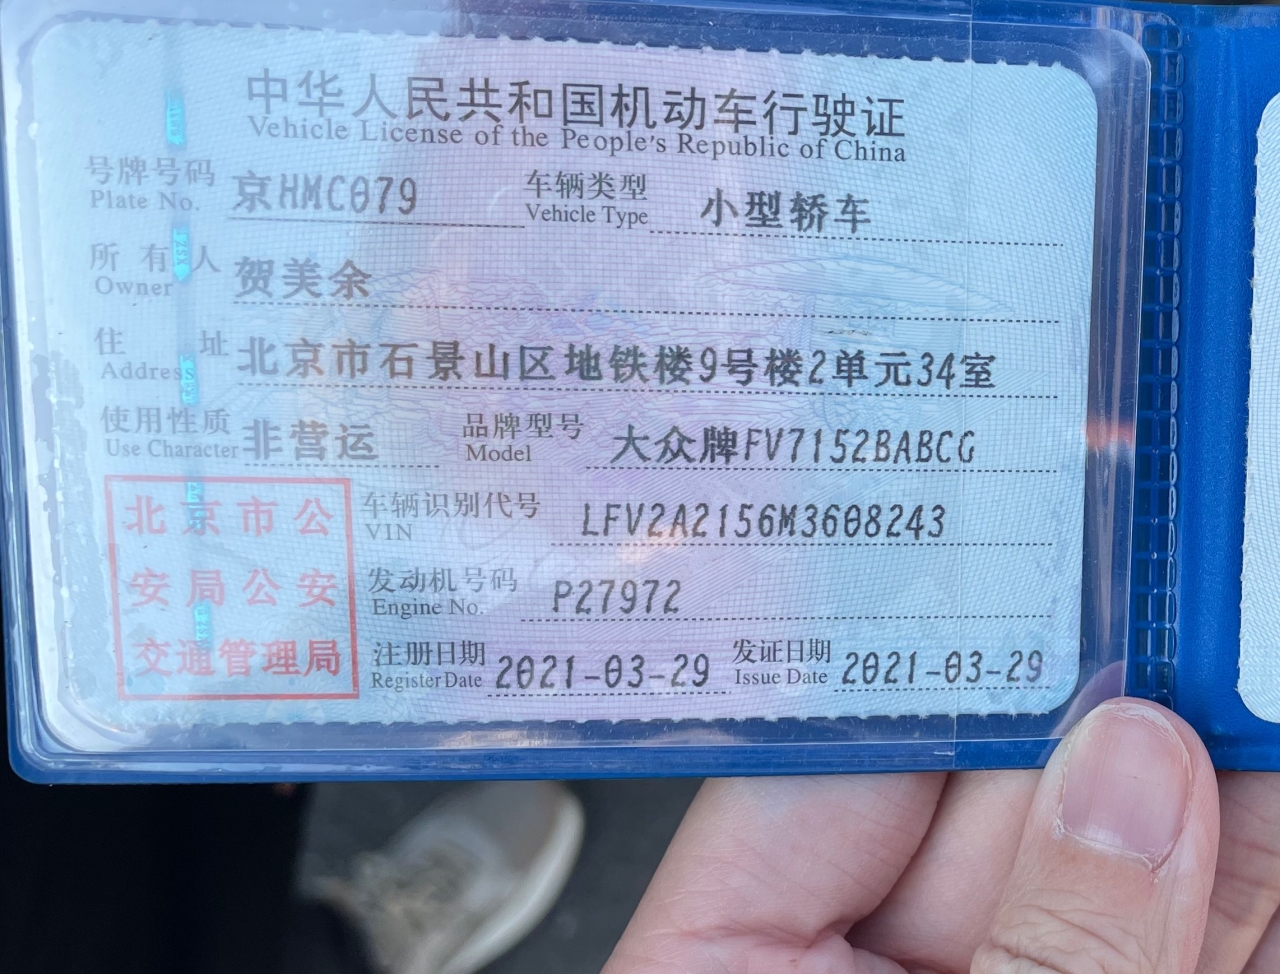 中华人民共和国机动车行驶证
Vehicle License of the People's Republic of China
号牌号码 京HMC079 车辆类型 小型轿车
Plate No. Vehicle Type
所有人 贺美余
Owner
住址 北京市石景山区地铁楼9号楼2单元34室
Address
使用性质 非营运 品牌型号 大众牌FV7152BABCG
Use Character Model
北京市公 车辆识别代号 LFV2A2156M3608243
VIN
安局公安 发动机号码 P27972
Engine No.
交通管理局 注册日期 2021-03-29 发证日期 2021-03-29
Register Date Issue Date